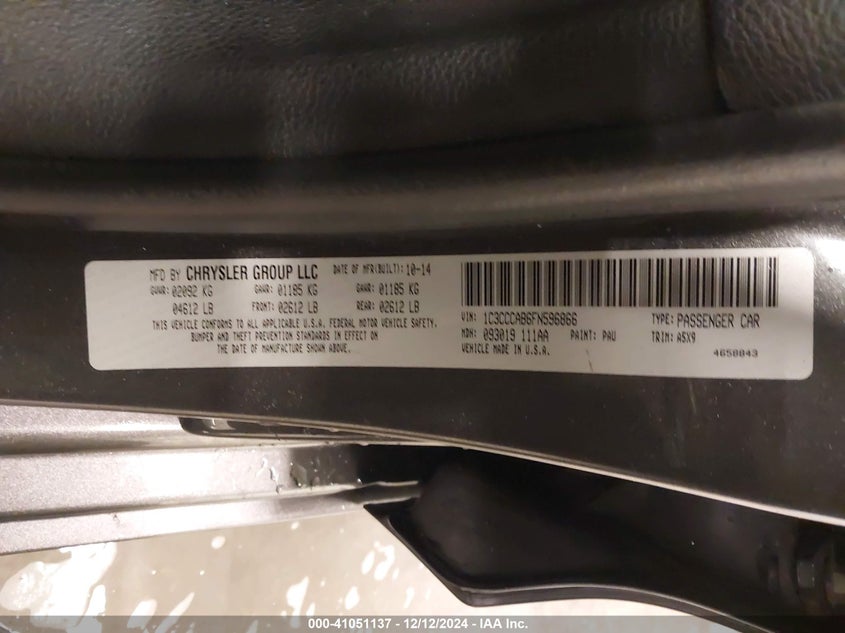 MFD BY CHRYSLER GROUP LLC DATE OF MFR(BUILT): 10-14
GVWR: 02092 KG GAWR: 01185 KG GAWR: 01185 KG
04612 LB FRONT: 02612 LB REAR: 02612 LB
THIS VEHICLE CONFORMS TO ALL APPLICABLE U.S.A. FEDERAL MOTOR VEHICLE SAFETY,
BUMPER AND THEFT PREVENTION STANDARDS IN EFFECT ON
THE DATE OF MANUFACTURE SHOWN ABOVE.
VIN: 1C3CCCAB6FN596866 TYPE: PASSENGER CAR
MDH: 093019 111AA PAINT: PAU TRIM: A5X9
VEHICLE MADE IN U.S.A. 4658843
000-41051137 - 12/12/2024 - IAA Inc.